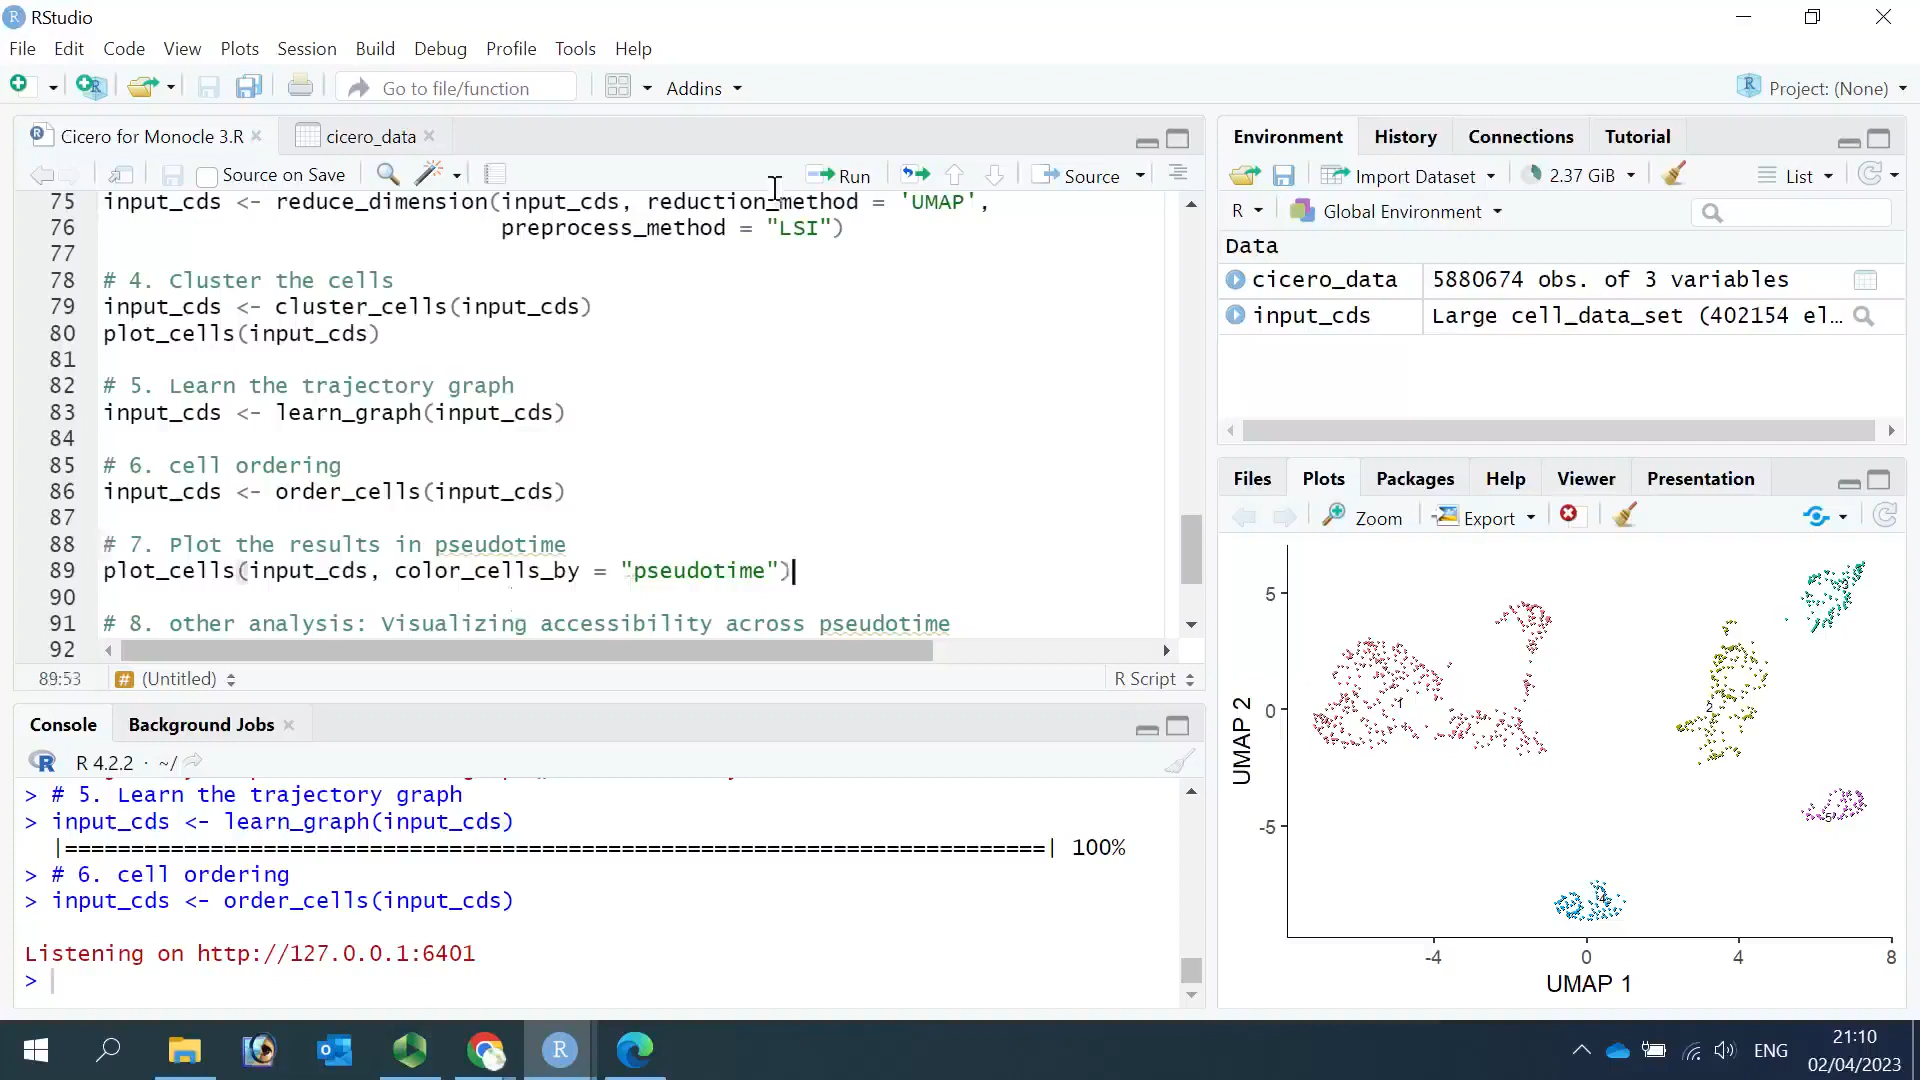 RStudio
File Edit Code View Plots Session Build Debug Profile Tools Help
Go to file/function Addins Project: (None)
Cicero for Monocle 3.R cicero_data
Source on Save Run Source
75 input_cds <- reduce_dimension(input_cds, reduction_method = 'UMAP',
76 preprocess_method = "LSI")
77
78 # 4. Cluster the cells
79 input_cds <- cluster_cells(input_cds)
80 plot_cells(input_cds)
81
82 # 5. Learn the trajectory graph
83 input_cds <- learn_graph(input_cds)
84
85 # 6. cell ordering
86 input_cds <- order_cells(input_cds)
87
88 # 7. Plot the results in pseudotime
89 plot_cells(input_cds, color_cells_by = "pseudotime")
90
91 # 8. other analysis: Visualizing accessibility across pseudotime
92
89:53 # (Untitled) R Script
Console Background Jobs
R 4.2.2 · ~/
> # 5. Learn the trajectory graph
> input_cds <- learn_graph(input_cds)
|==========================================================================| 100%
> # 6. cell ordering
> input_cds <- order_cells(input_cds)
Listening on http://127.0.0.1:6401
>
Environment History Connections Tutorial
Import Dataset 2.37 GiB List
R Global Environment
Data
cicero_data 5880674 obs. of 3 variables
input_cds Large cell_data_set (402154 el…
Files Plots Packages Help Viewer Presentation
Zoom Export
5
0
-5
UMAP 2
1
2
3
4
5
-4 0 4 8
UMAP 1
ENG
21:10
02/04/2023